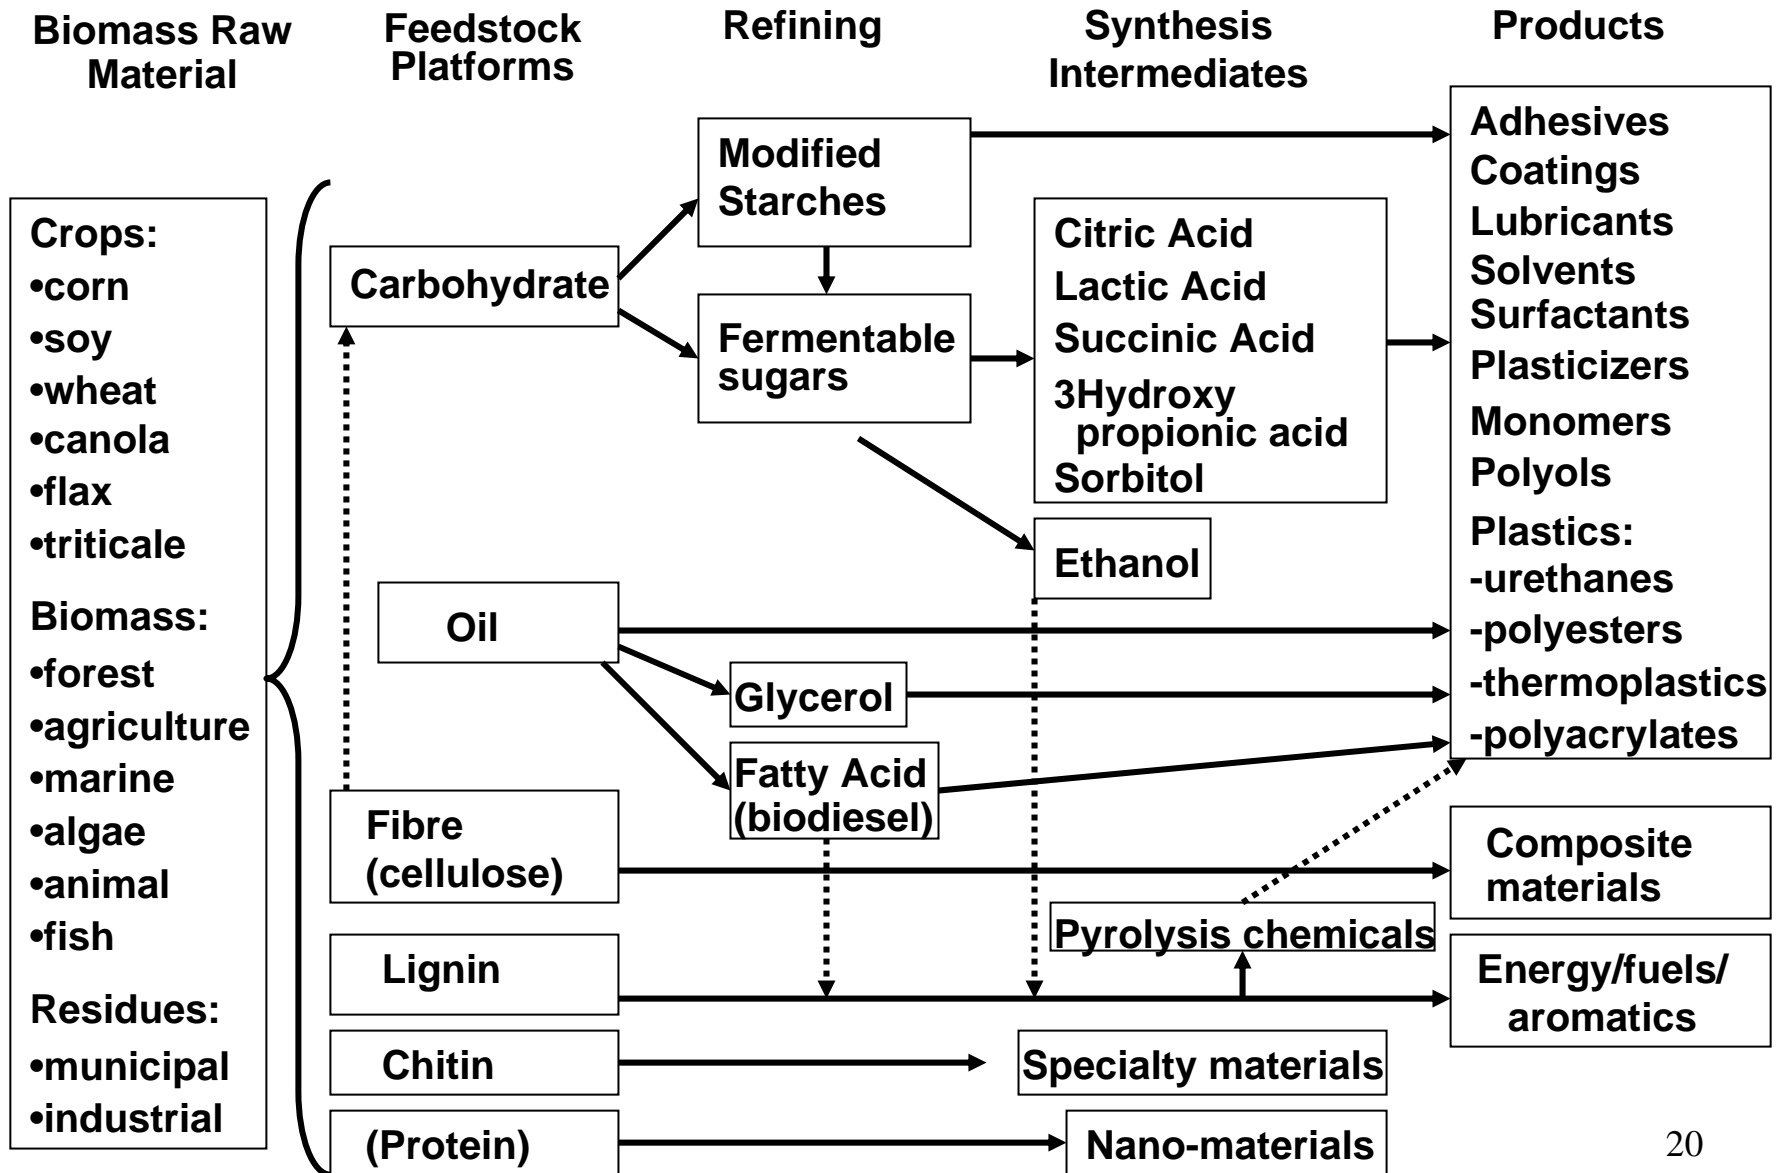 Biomass Raw
Material
Feedstock
Platforms
Refining
Synthesis
Intermediates
Products
Crops:
•corn
•soy
•wheat
•canola
•flax
•triticale
Biomass:
•forest
•agriculture
•marine
•algae
•animal
•fish
Residues:
•municipal
•industrial
Carbohydrate
Oil
Fibre
(cellulose)
Lignin
Chitin
(Protein)
Modified
Starches
Fermentable
sugars
Glycerol
Fatty Acid
(biodiesel)
Citric Acid
Lactic Acid
Succinic Acid
3Hydroxy
propionic acid
Sorbitol
Ethanol
Pyrolysis chemicals
Specialty materials
Nano-materials
Adhesives
Coatings
Lubricants
Solvents
Surfactants
Plasticizers
Monomers
Polyols
Plastics:
-urethanes
-polyesters
-thermoplastics
-polyacrylates
Composite
materials
Energy/fuels/
aromatics
20